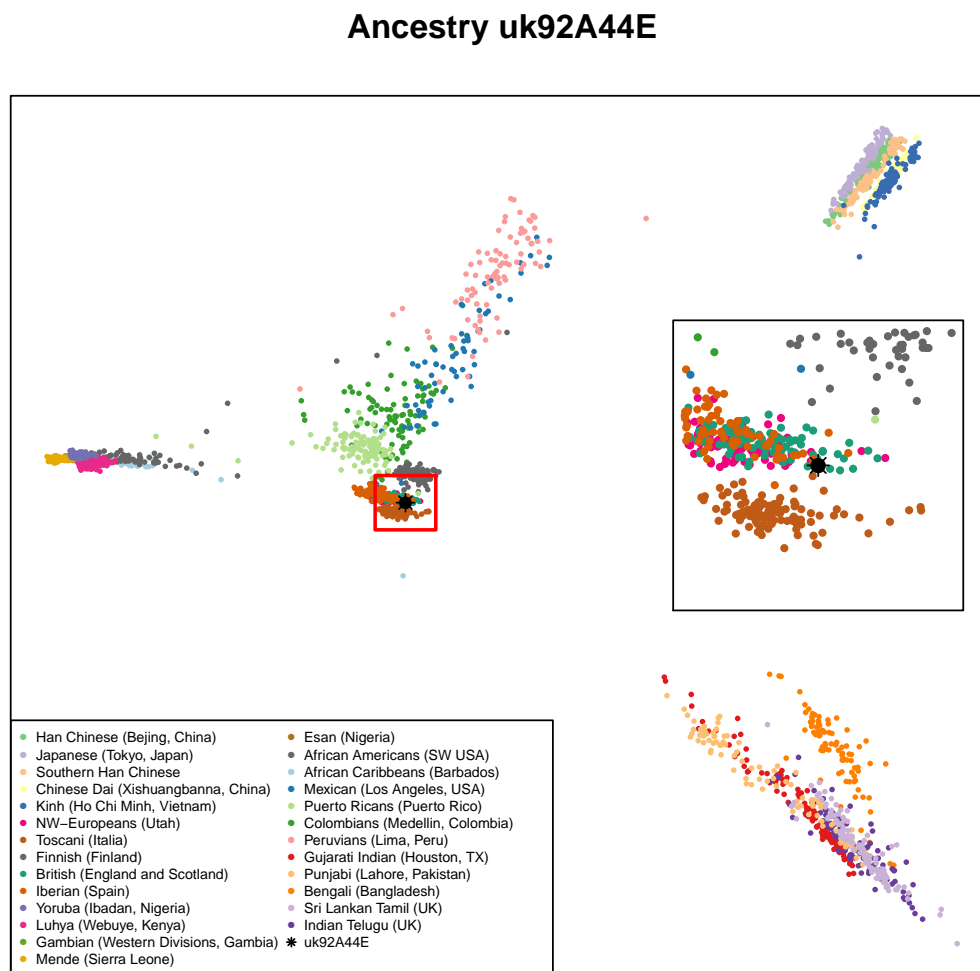 Ancestry uk92A44E
Han Chinese (Bejing, China)
Japanese (Tokyo, Japan)
Southern Han Chinese
Chinese Dai (Xishuangbanna, China)
Kinh (Ho Chi Minh, Vietnam)
NW−Europeans (Utah)
Toscani (Italia)
Finnish (Finland)
British (England and Scotland)
Iberian (Spain)
Yoruba (Ibadan, Nigeria)
Luhya (Webuye, Kenya)
Gambian (Western Divisions, Gambia)
Mende (Sierra Leone)
Esan (Nigeria)
African Americans (SW USA)
African Caribbeans (Barbados)
Mexican (Los Angeles, USA)
Puerto Ricans (Puerto Rico)
Colombians (Medellin, Colombia)
Peruvians (Lima, Peru)
Gujarati Indian (Houston, TX)
Punjabi (Lahore, Pakistan)
Bengali (Bangladesh)
Sri Lankan Tamil (UK)
Indian Telugu (UK)
uk92A44E